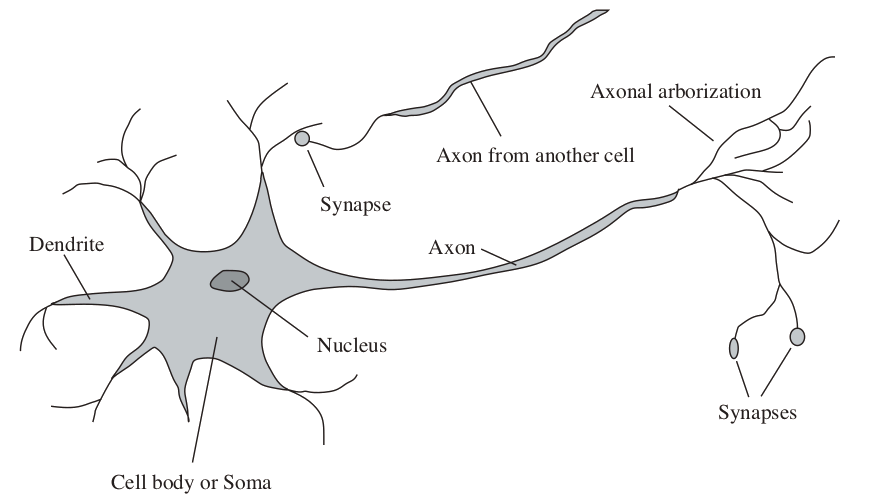 Axonal arborization
Axon from another cell
Synapse
Dendrite
Axon
Nucleus
Synapses
Cell body or Soma